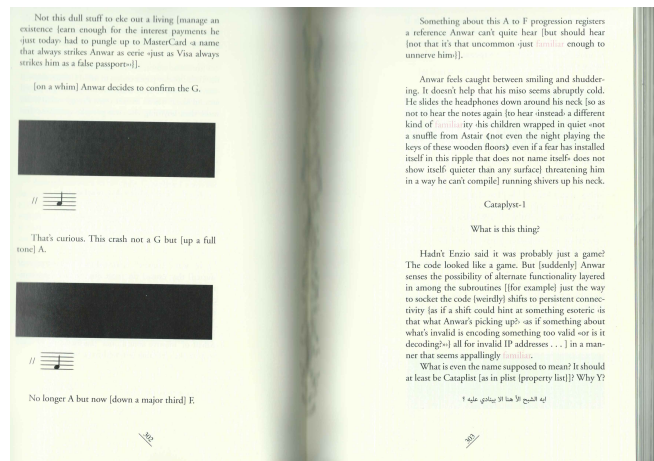 Not this dull stuff to eke out a living {manage an
existence [earn enough for the interest payments he
‹just today› had to pungle up to MasterCard ‹a name
that always strikes Anwar as eerie «just as Visa always
strikes him as a false passport»›]}.
[on a whim] Anwar decides to confirm the G.
//
That's curious. This crash not a G but [up a full
tone] A.
//
No longer A but now [down a major third] F.
302
Something about this A to F progression registers
a reference Anwar can't quite hear [but should hear
{not that it's that uncommon ‹just familiar enough to
unnerve him›}].
Anwar feels caught between smiling and shudder-
ing. It doesn't help that his miso seems abruptly cold.
He slides the headphones down around his neck [so as
not to hear the notes again {to hear ‹instead› a different
kind of familiarity ‹his children wrapped in quiet «not
a snuffle from Astair ⟪not even the night playing the
keys of these wooden floors⟫ even if a fear has installed
itself in this ripple that does not name itself» does not
show itself› quieter than any surface} threatening him
in a way he can't compile] running shivers up his neck.
Cataplyst-1
What is this thing?
Hadn't Enzio said it was probably just a game?
The code looked like a game. But [suddenly] Anwar
senses the possibility of alternate functionality layered
in among the subroutines [{for example} just the way
to socket the code {weirdly} shifts to persistent connec-
tivity {as if a shift could hint at something esoteric ‹is
that what Anwar's picking up?› ‹as if something about
what's invalid is encoding something too valid «or is it
decoding?»›} all for invalid IP addresses . . . ] in a man-
ner that seems appallingly familiar.
What is even the name supposed to mean? It should
at least be Cataplist [as in plist {property list}]? Why Y?
ايه الشبح الأ هنا الا بينادي عليه ؟
303